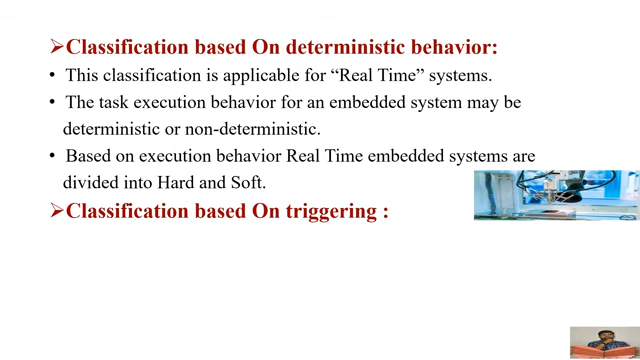 ➢Classification based On deterministic behavior:
• This classification is applicable for “Real Time” systems.
• The task execution behavior for an embedded system may be
deterministic or non-deterministic.
• Based on execution behavior Real Time embedded systems are
divided into Hard and Soft.
➢Classification based On triggering :